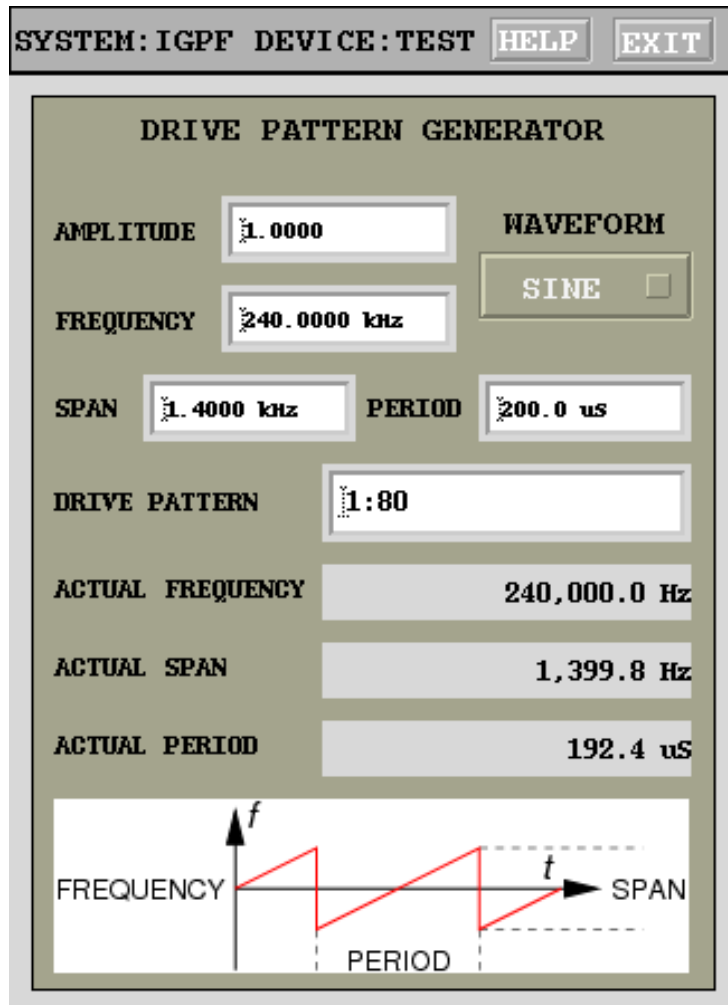 SYSTEM:IGPF DEVICE:TEST HELP EXIT
DRIVE PATTERN GENERATOR
AMPLITUDE 1.0000
WAVEFORM
SINE
FREQUENCY 240.0000 kHz
SPAN 1.4000 kHz PERIOD 200.0 uS
DRIVE PATTERN 1:80
ACTUAL FREQUENCY 240,000.0 Hz
ACTUAL SPAN 1,399.8 Hz
ACTUAL PERIOD 192.4 uS
f
FREQUENCY t SPAN
PERIOD